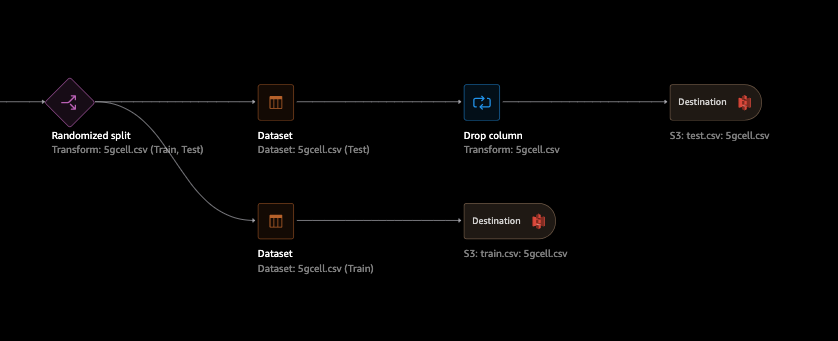 Destination
Randomized split
Transform: 5gcell.csv (Train, Test)
Dataset
Dataset: 5gcell.csv (Test)
Drop column
Transform: 5gcell.csv
S3: test.csv: 5gcell.csv
Destination
Dataset
Dataset: 5gcell.csv (Train)
S3: train.csv: 5gcell.csv